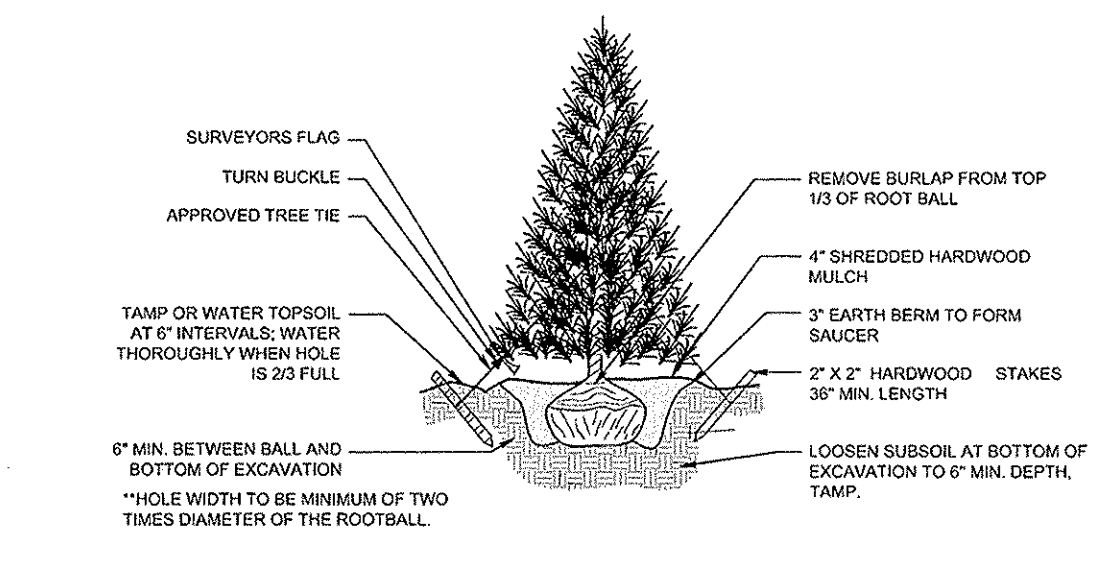 SURVEYORS FLAG
TURN BUCKLE
APPROVED TREE TIE
TAMP OR WATER TOPSOIL
AT 6" INTERVALS; WATER
THOROUGHLY WHEN HOLE
IS 2/3 FULL
6" MIN. BETWEEN BALL AND
BOTTOM OF EXCAVATION
**HOLE WIDTH TO BE MINIMUM OF TWO
TIMES DIAMETER OF THE ROOTBALL.
REMOVE BURLAP FROM TOP
1/3 OF ROOT BALL
4" SHREDDED HARDWOOD
MULCH
3" EARTH BERM TO FORM
SAUCER
2" X 2" HARDWOOD STAKES
36" MIN. LENGTH
LOOSEN SUBSOIL AT BOTTOM OF
EXCAVATION TO 6" MIN. DEPTH,
TAMP.